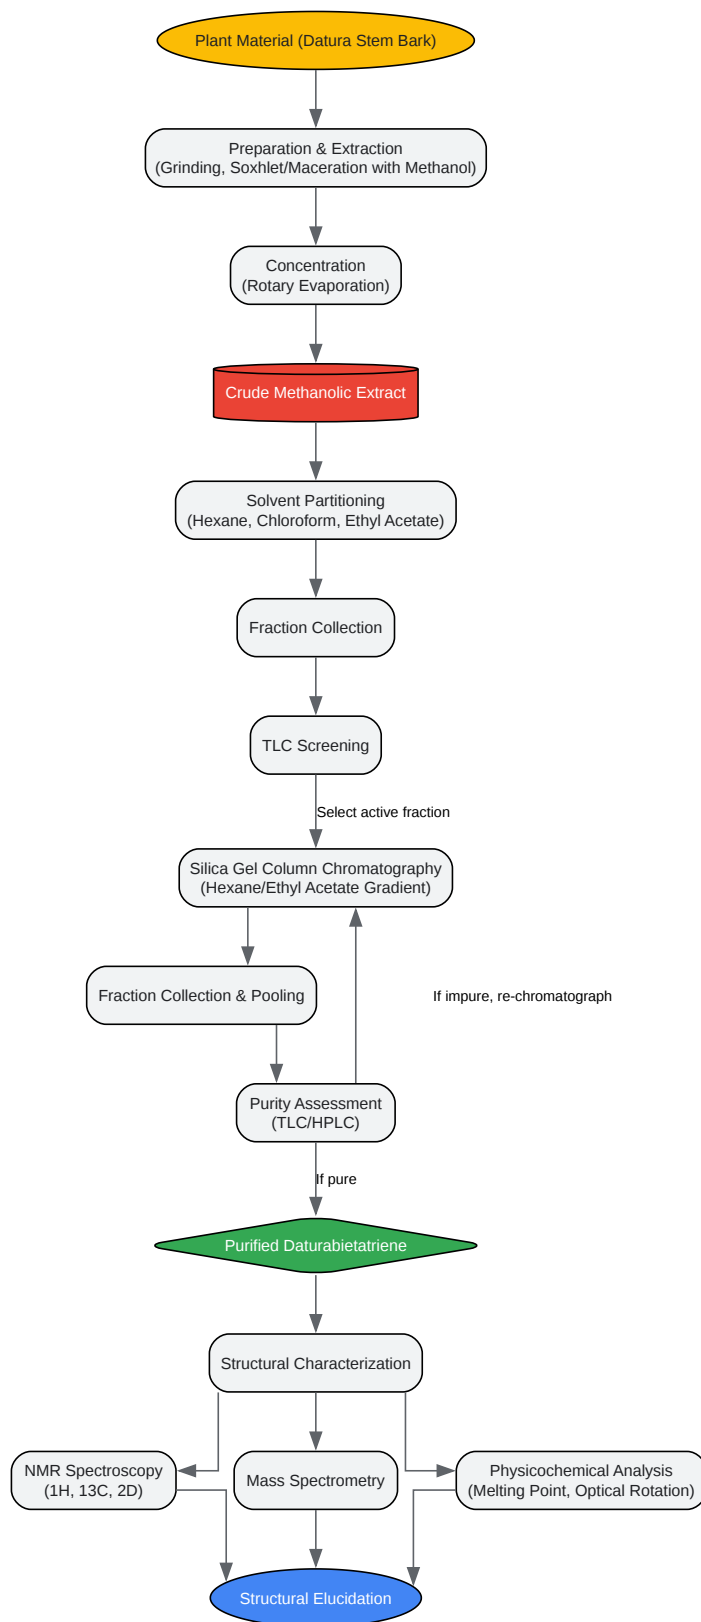 Plant Material (Datura Stem Bark)
Preparation & Extraction
(Grinding, Soxhlet/Maceration with Methanol)
Concentration
(Rotary Evaporation)
Crude Methanolic Extract
Solvent Partitioning
(Hexane, Chloroform, Ethyl Acetate)
Fraction Collection
TLC Screening
Select active fraction
Silica Gel Column Chromatography
(Hexane/Ethyl Acetate Gradient)
Fraction Collection & Pooling
If impure, re-chromatograph
Purity Assessment
(TLC/HPLC)
If pure
Purified Daturabietatriene
Structural Characterization
NMR Spectroscopy
(1H, 13C, 2D)
Mass Spectrometry
Physicochemical Analysis
(Melting Point, Optical Rotation)
Structural Elucidation